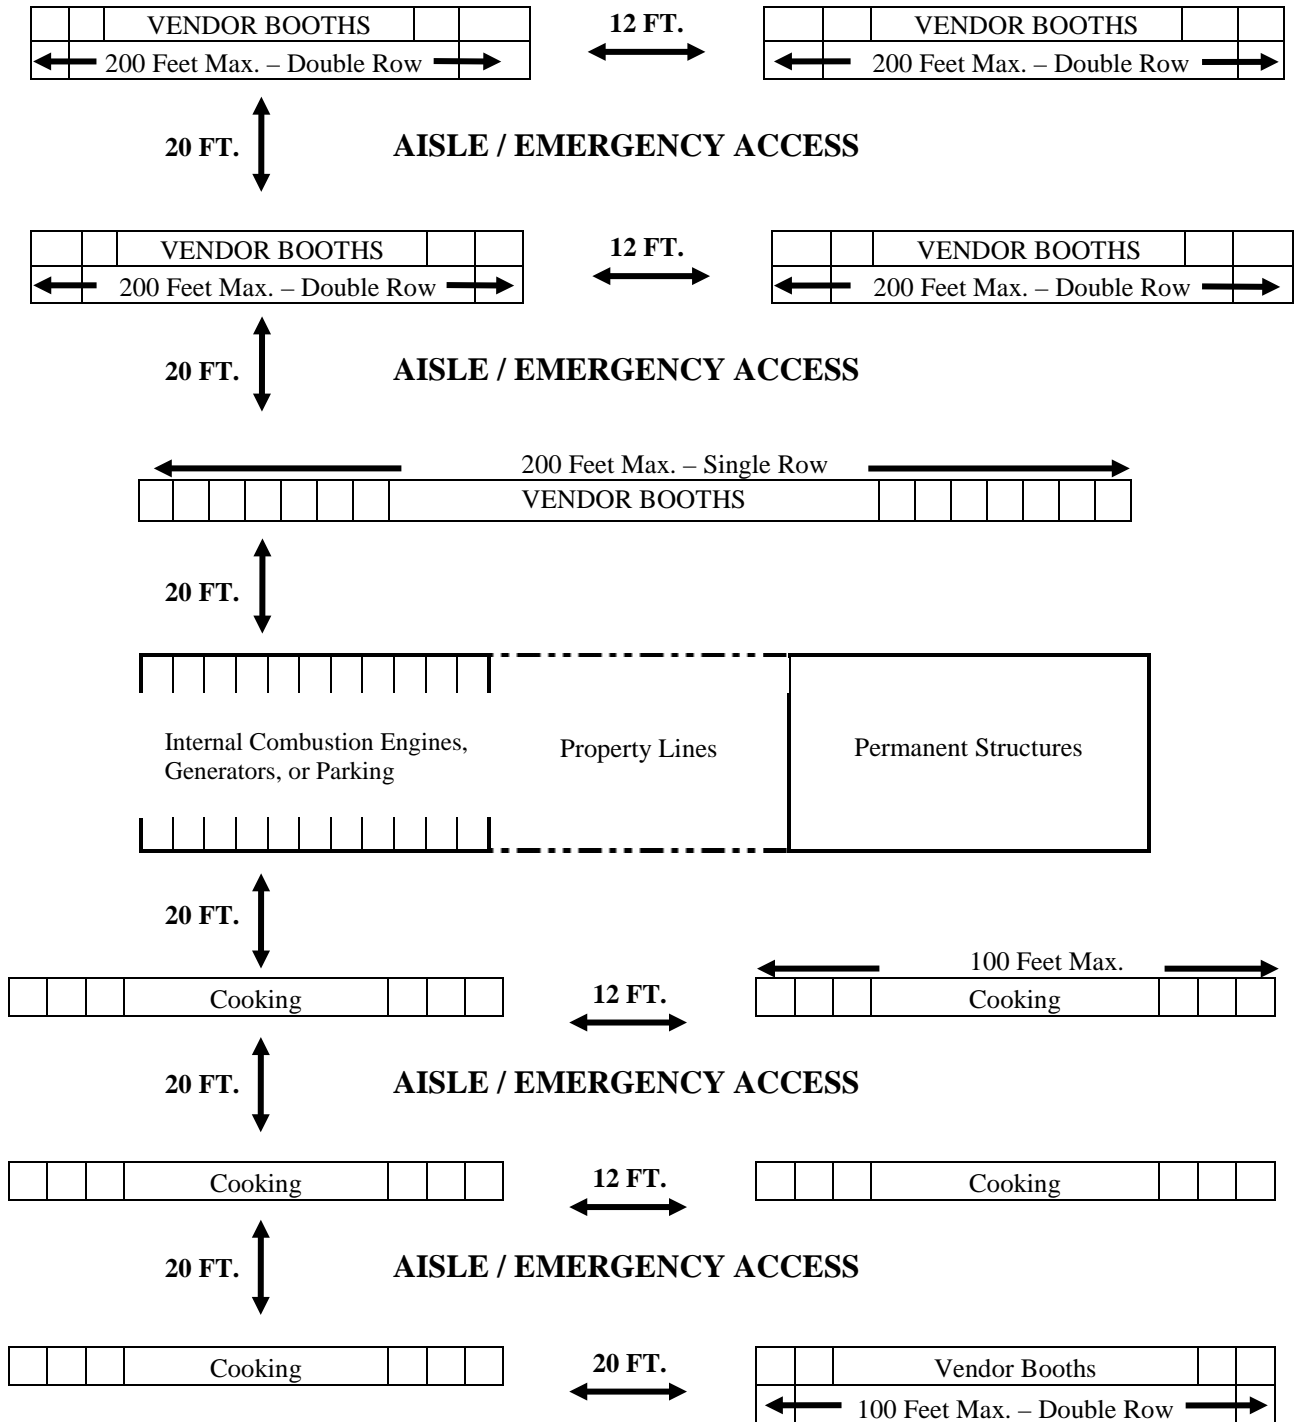 VENDOR BOOTHS
200 Feet Max. – Double Row
12 FT.
VENDOR BOOTHS
200 Feet Max. – Double Row
20 FT.
AISLE / EMERGENCY ACCESS
VENDOR BOOTHS
200 Feet Max. – Double Row
12 FT.
VENDOR BOOTHS
200 Feet Max. – Double Row
20 FT.
AISLE / EMERGENCY ACCESS
200 Feet Max. – Single Row
VENDOR BOOTHS
20 FT.
Internal Combustion Engines,
Generators, or Parking
Property Lines
Permanent Structures
20 FT.
100 Feet Max.
Cooking
12 FT.
Cooking
20 FT.
AISLE / EMERGENCY ACCESS
Cooking
12 FT.
Cooking
20 FT.
AISLE / EMERGENCY ACCESS
Cooking
20 FT.
Vendor Booths
100 Feet Max. – Double Row